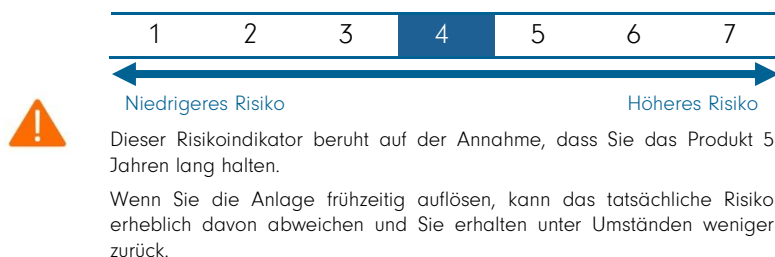 1 2 3 4 5 6 7
Niedrigeres Risiko Höheres Risiko
Dieser Risikoindikator beruht auf der Annahme, dass Sie das Produkt 5
Jahren lang halten.
Wenn Sie die Anlage frühzeitig auflösen, kann das tatsächliche Risiko
erheblich davon abweichen und Sie erhalten unter Umständen weniger
zurück.